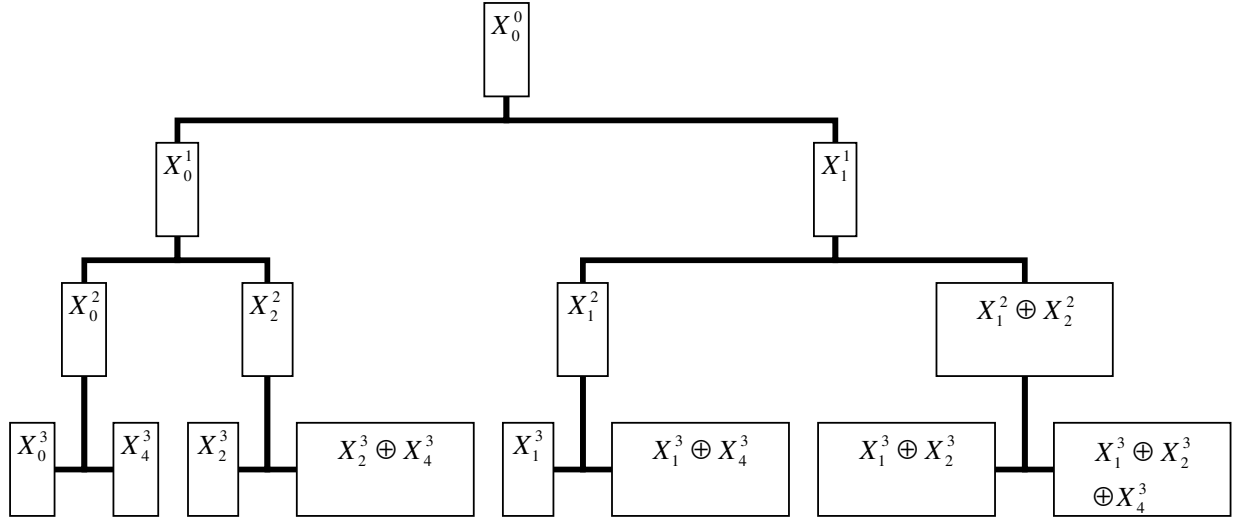 X_0^0
X_0^1
X_1^1
X_0^2
X_2^2
X_1^2
X_1^2 ⊕ X_2^2
X_0^3
X_4^3
X_2^3
X_2^3 ⊕ X_4^3
X_1^3
X_1^3 ⊕ X_4^3
X_1^3 ⊕ X_2^3
X_1^3 ⊕ X_2^3
⊕X_4^3